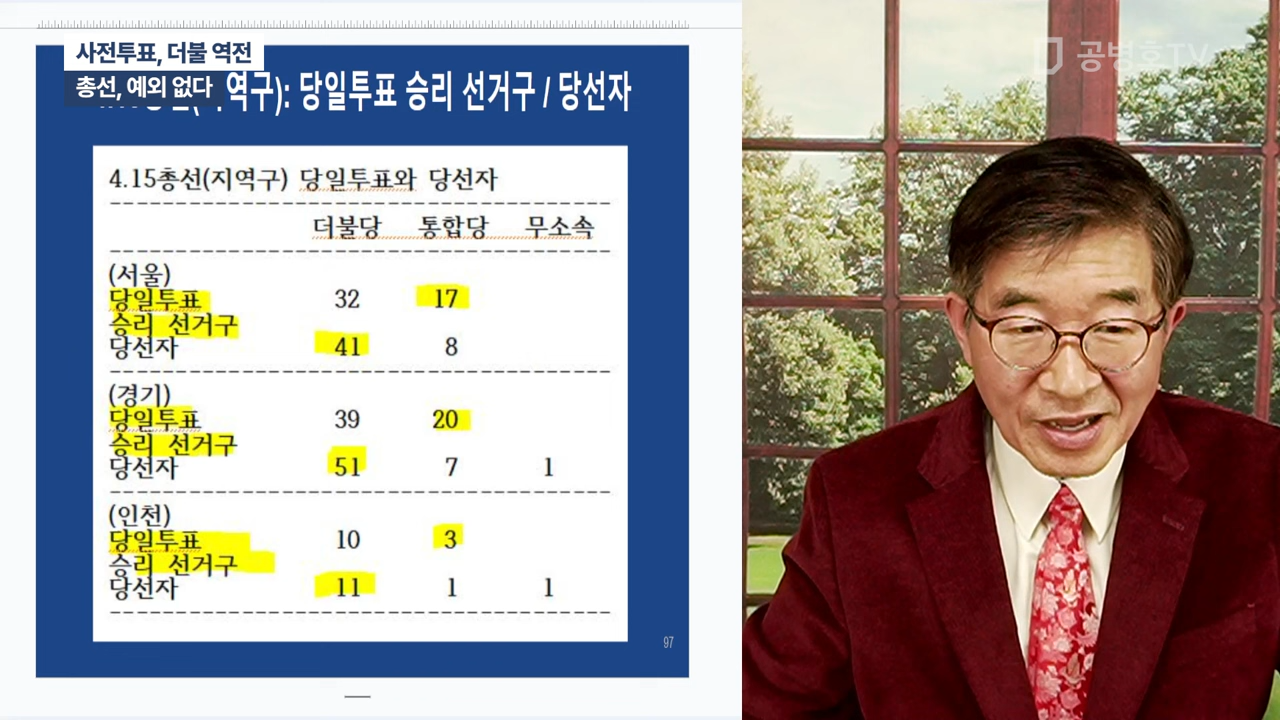 사전투표, 더불 역전
총선, 예외 없다
역구): 당일투표 승리 선거구 / 당선자
공병호TV
4.15총선(지역구) 당일투표와 당선자
더불당 통합당 무소속
(서울)
당일투표 32 17
승리 선거구
당선자 41 8
(경기)
당일투표 39 20
승리 선거구
당선자 51 7 1
(인천)
당일투표 10 3
승리 선거구
당선자 11 1 1
97